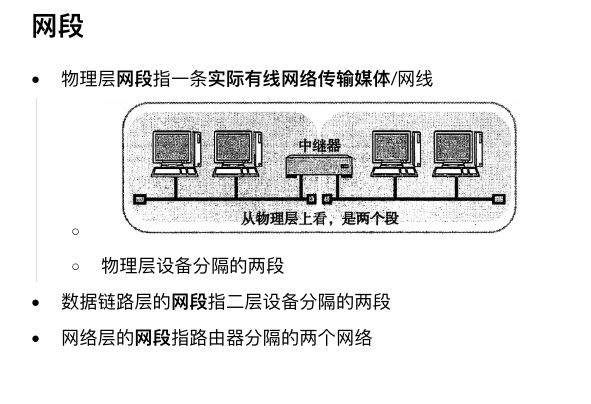 网段
物理层网段指一条实际有线网络传输媒体/网线
中继器
从物理层上看，是两个段
物理层设备分隔的两段
数据链路层的网段指二层设备分隔的两段
网络层的网段指路由器分隔的两个网络